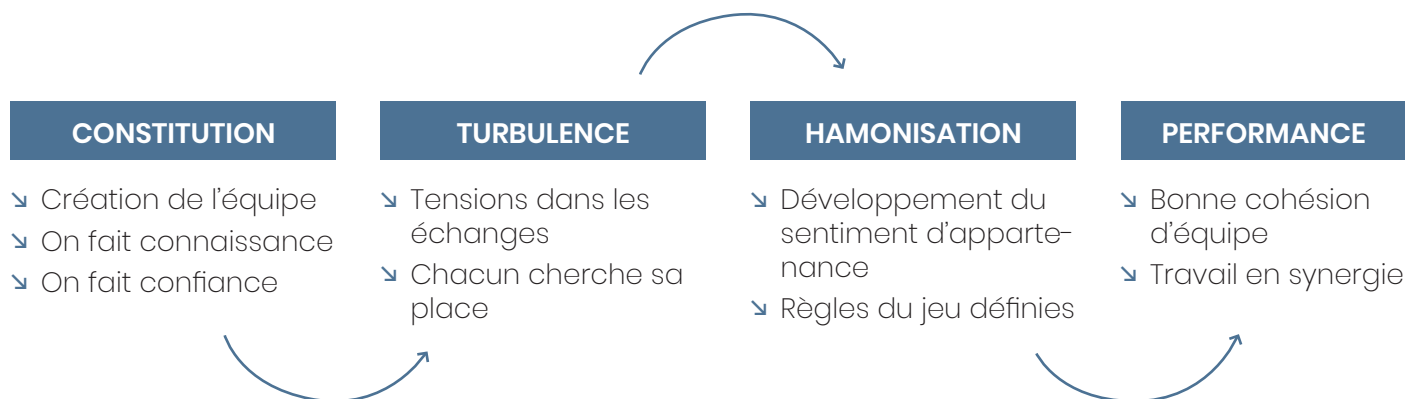 CONSTITUTION
↘ Création de l’équipe
↘ On fait connaissance
↘ On fait confiance
TURBULENCE
↘ Tensions dans les
échanges
↘ Chacun cherche sa
place
HAMONISATION
↘ Développement du
sentiment d’apparte-
nance
↘ Règles du jeu définies
PERFORMANCE
↘ Bonne cohésion
d’équipe
↘ Travail en synergie